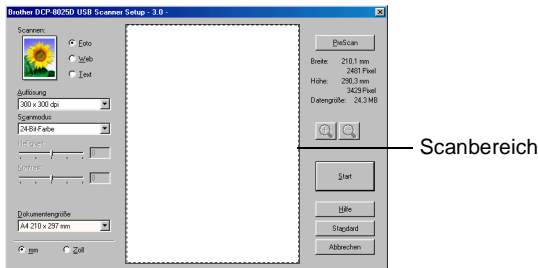 Brother DCP-8025D USB Scanner Setup - 3.0 -
Scannen:
Foto
Web
Text
Auflösung
300 x 300 dpi
Scanmodus
24-Bit-Farbe
Helligkeit
0
Kontrast
0
Dokumentengröße
A4 210 x 297 mm
mm
Zoll
PreScan
Breite: 210,1 mm
2481 Pixel
Höhe: 290,3 mm
3429 Pixel
Datengröße: 24,3 MB
Start
Hilfe
Standard
Abbrechen
Scanbereich